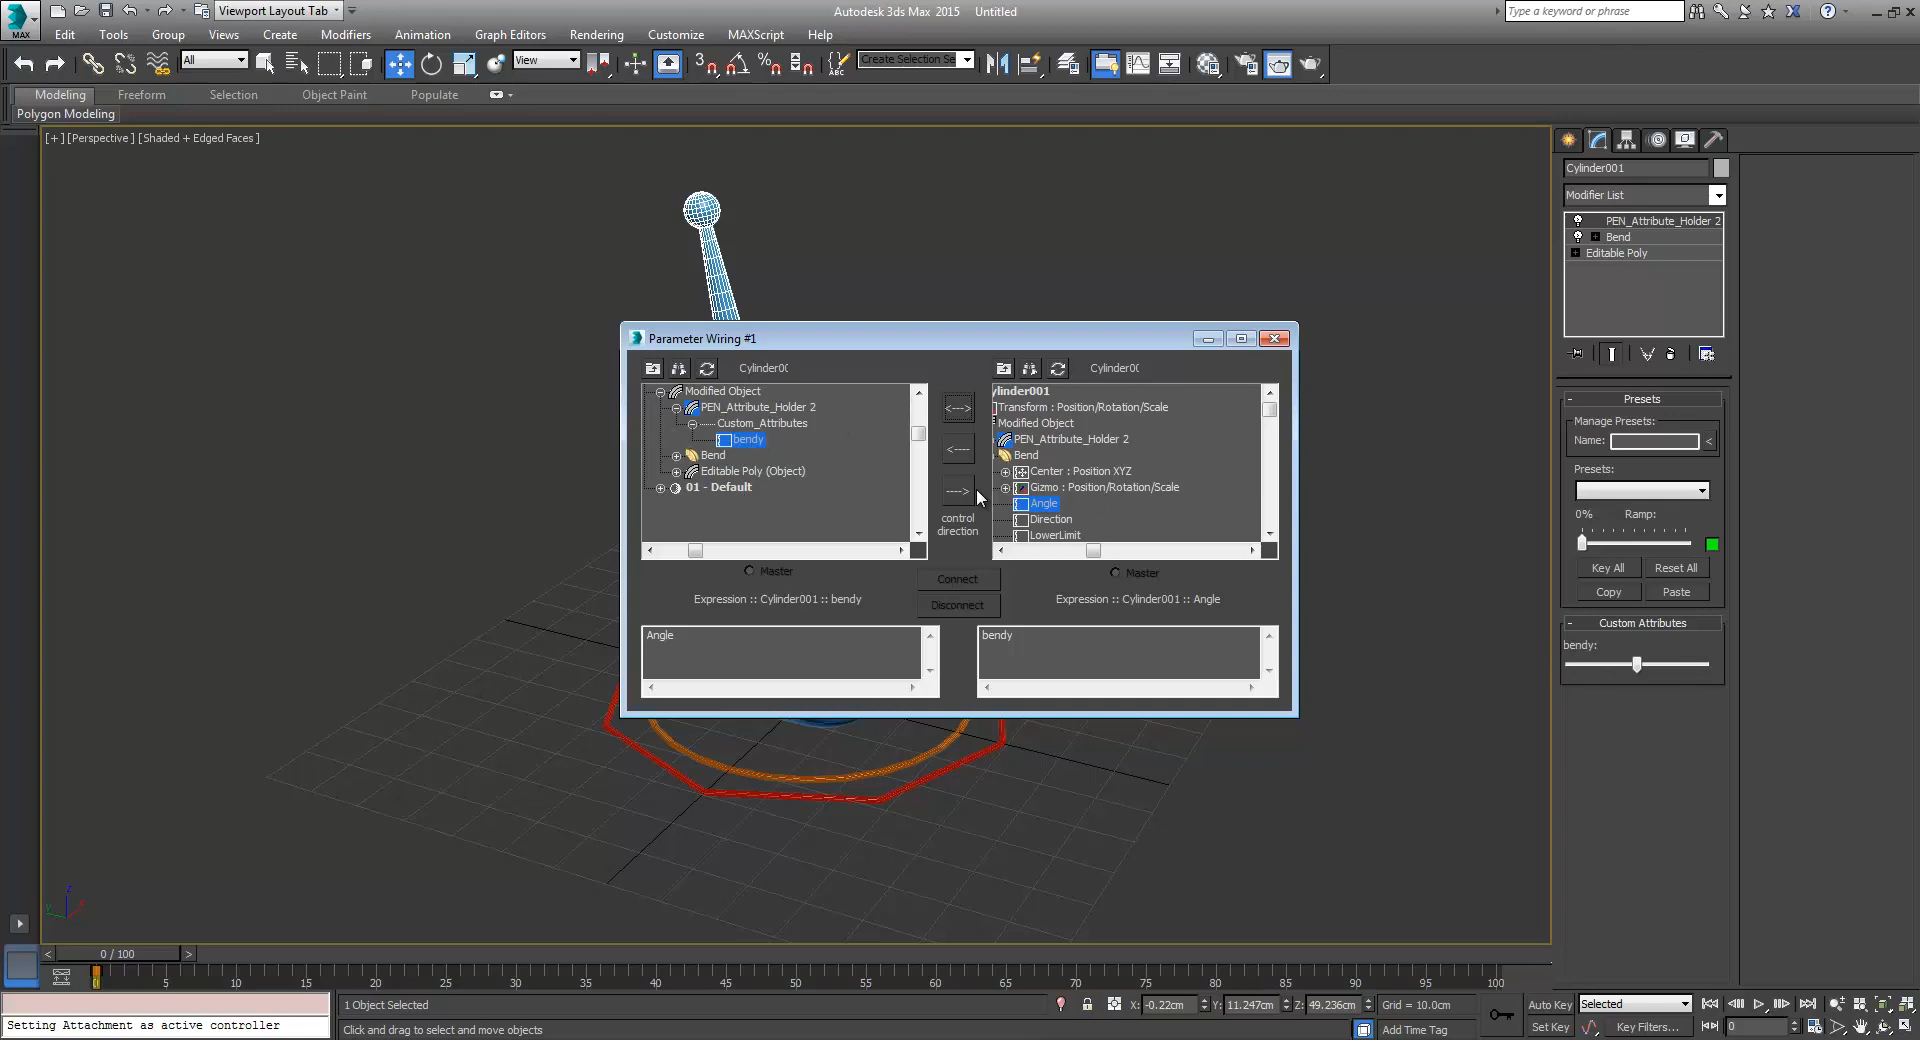 Viewport Layout Tab
Autodesk 3ds Max 2015 Untitled
Type a keyword or phrase
MAX
Edit Tools Group Views Create Modifiers Animation Graph Editors Rendering Customize MAXScript Help
All
View
3
ABC
Create Selection Se
Modeling Freeform Selection Object Paint Populate
Polygon Modeling
[+] [Perspective] [Shaded + Edged Faces]
Cylinder001
Modifier List
PEN_Attribute_Holder 2
Bend
Editable Poly
Parameter Wiring #1
Cylinder0(
Cylinder0(
Modified Object
PEN_Attribute_Holder 2
Custom_Attributes
bendy
Bend
Editable Poly (Object)
01 - Default
<--->
<----
---->
control
direction
ylinder001
Transform : Position/Rotation/Scale
Modified Object
PEN_Attribute_Holder 2
Bend
Center : Position XYZ
Gizmo : Position/Rotation/Scale
Angle
Direction
LowerLimit
Master
Connect
Master
Expression :: Cylinder001 :: bendy
Disconnect
Expression :: Cylinder001 :: Angle
Angle
bendy
Presets
Manage Presets:
Name:
<
Presets:
0% Ramp:
Key All Reset All
Copy Paste
Custom Attributes
bendy:
z
y
x
< 0 / 100 >
0 5 10 15 20 25 30 35 40 45 50 55 60 65 70 75 80 85 90 95 100
1 Object Selected
X: -0.22cm Y: 11.247cm Z: 49.236cm Grid = 10.0cm
Auto Key Selected
Setting Attachment as active controller
Click and drag to select and move objects
Add Time Tag
Set Key Key Filters... 0